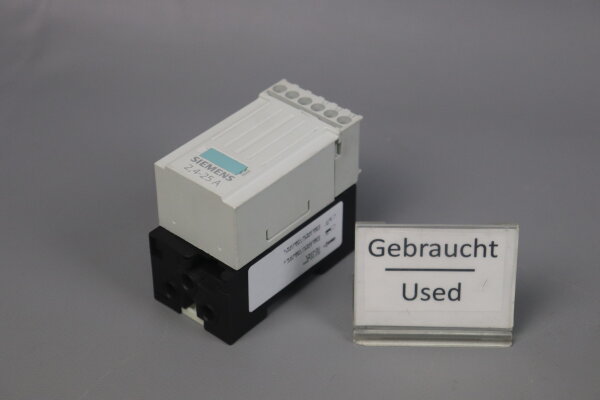 SIEMENS
2,4-25 A
Gebraucht
Used